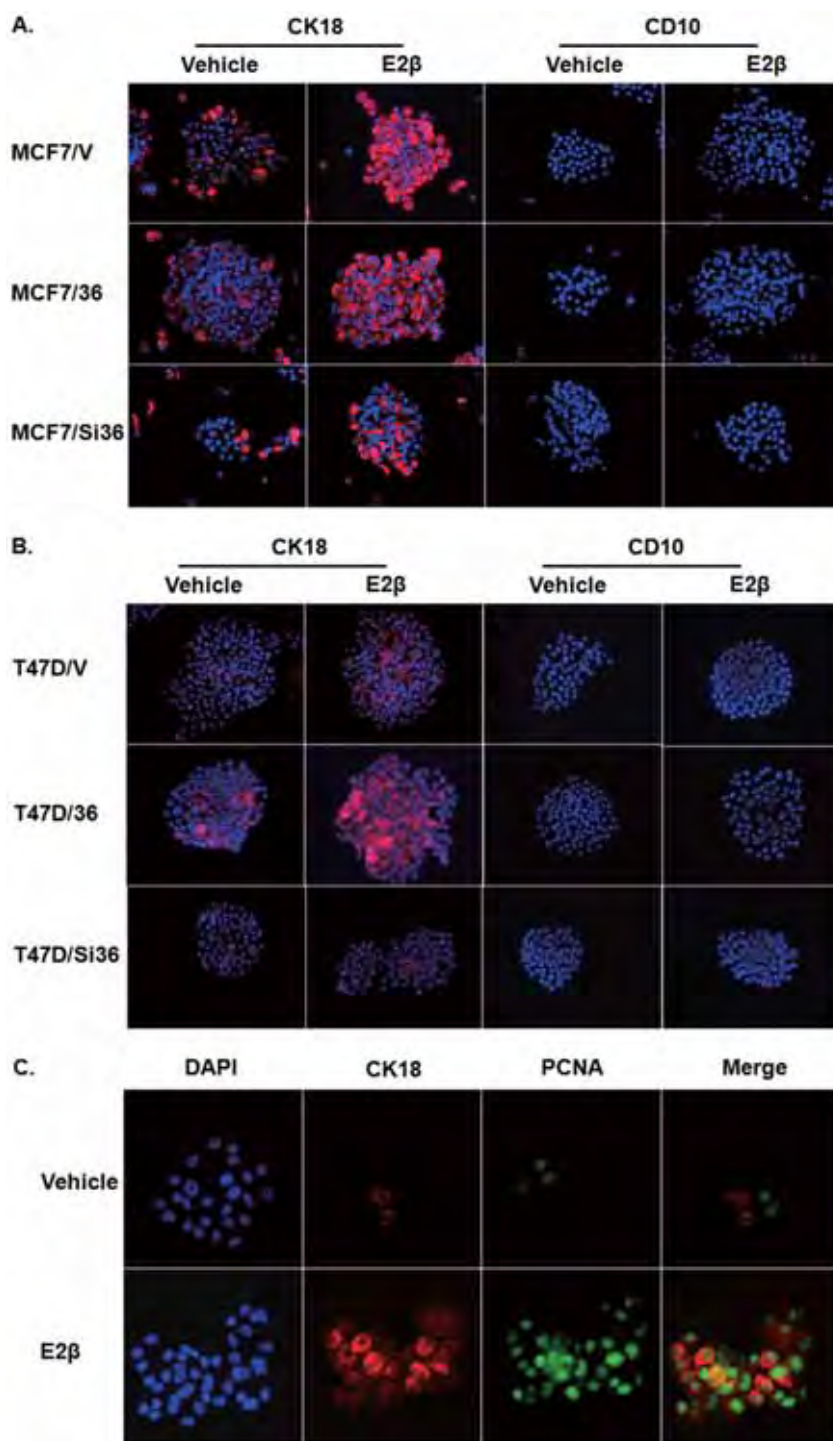 A.
CK18 CD10
Vehicle E2β Vehicle E2β
MCF7/V
MCF7/36
MCF7/Si36
B.
CK18 CD10
Vehicle E2β Vehicle E2β
T47D/V
T47D/36
T47D/Si36
C.
DAPI CK18 PCNA Merge
Vehicle
E2β